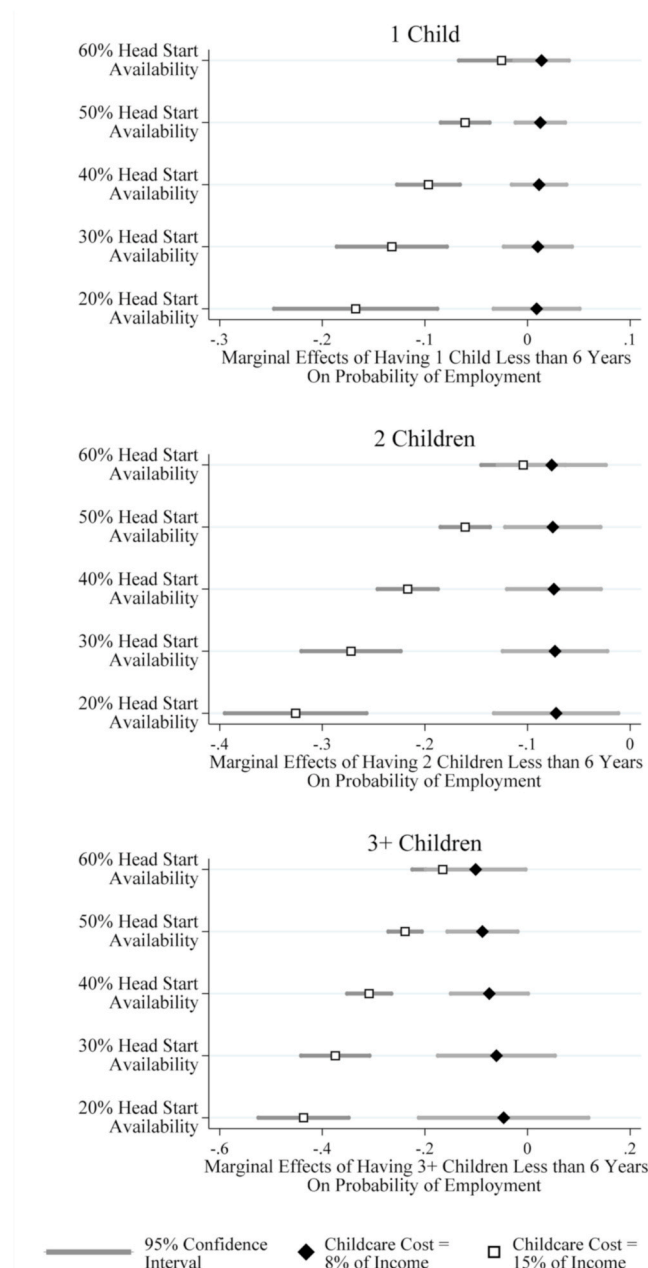 1 Child
60% Head Start
Availability
50% Head Start
Availability
40% Head Start
Availability
30% Head Start
Availability
20% Head Start
Availability
-.3 -.2 -.1 0 .1
Marginal Effects of Having 1 Child Less than 6 Years
On Probability of Employment
2 Children
60% Head Start
Availability
50% Head Start
Availability
40% Head Start
Availability
30% Head Start
Availability
20% Head Start
Availability
-.4 -.3 -.2 -.1 0
Marginal Effects of Having 2 Children Less than 6 Years
On Probability of Employment
3+ Children
60% Head Start
Availability
50% Head Start
Availability
40% Head Start
Availability
30% Head Start
Availability
20% Head Start
Availability
-.6 -.4 -.2 0 .2
Marginal Effects of Having 3+ Children Less than 6 Years
On Probability of Employment
95% Confidence
Interval
Childcare Cost =
8% of Income
Childcare Cost =
15% of Income